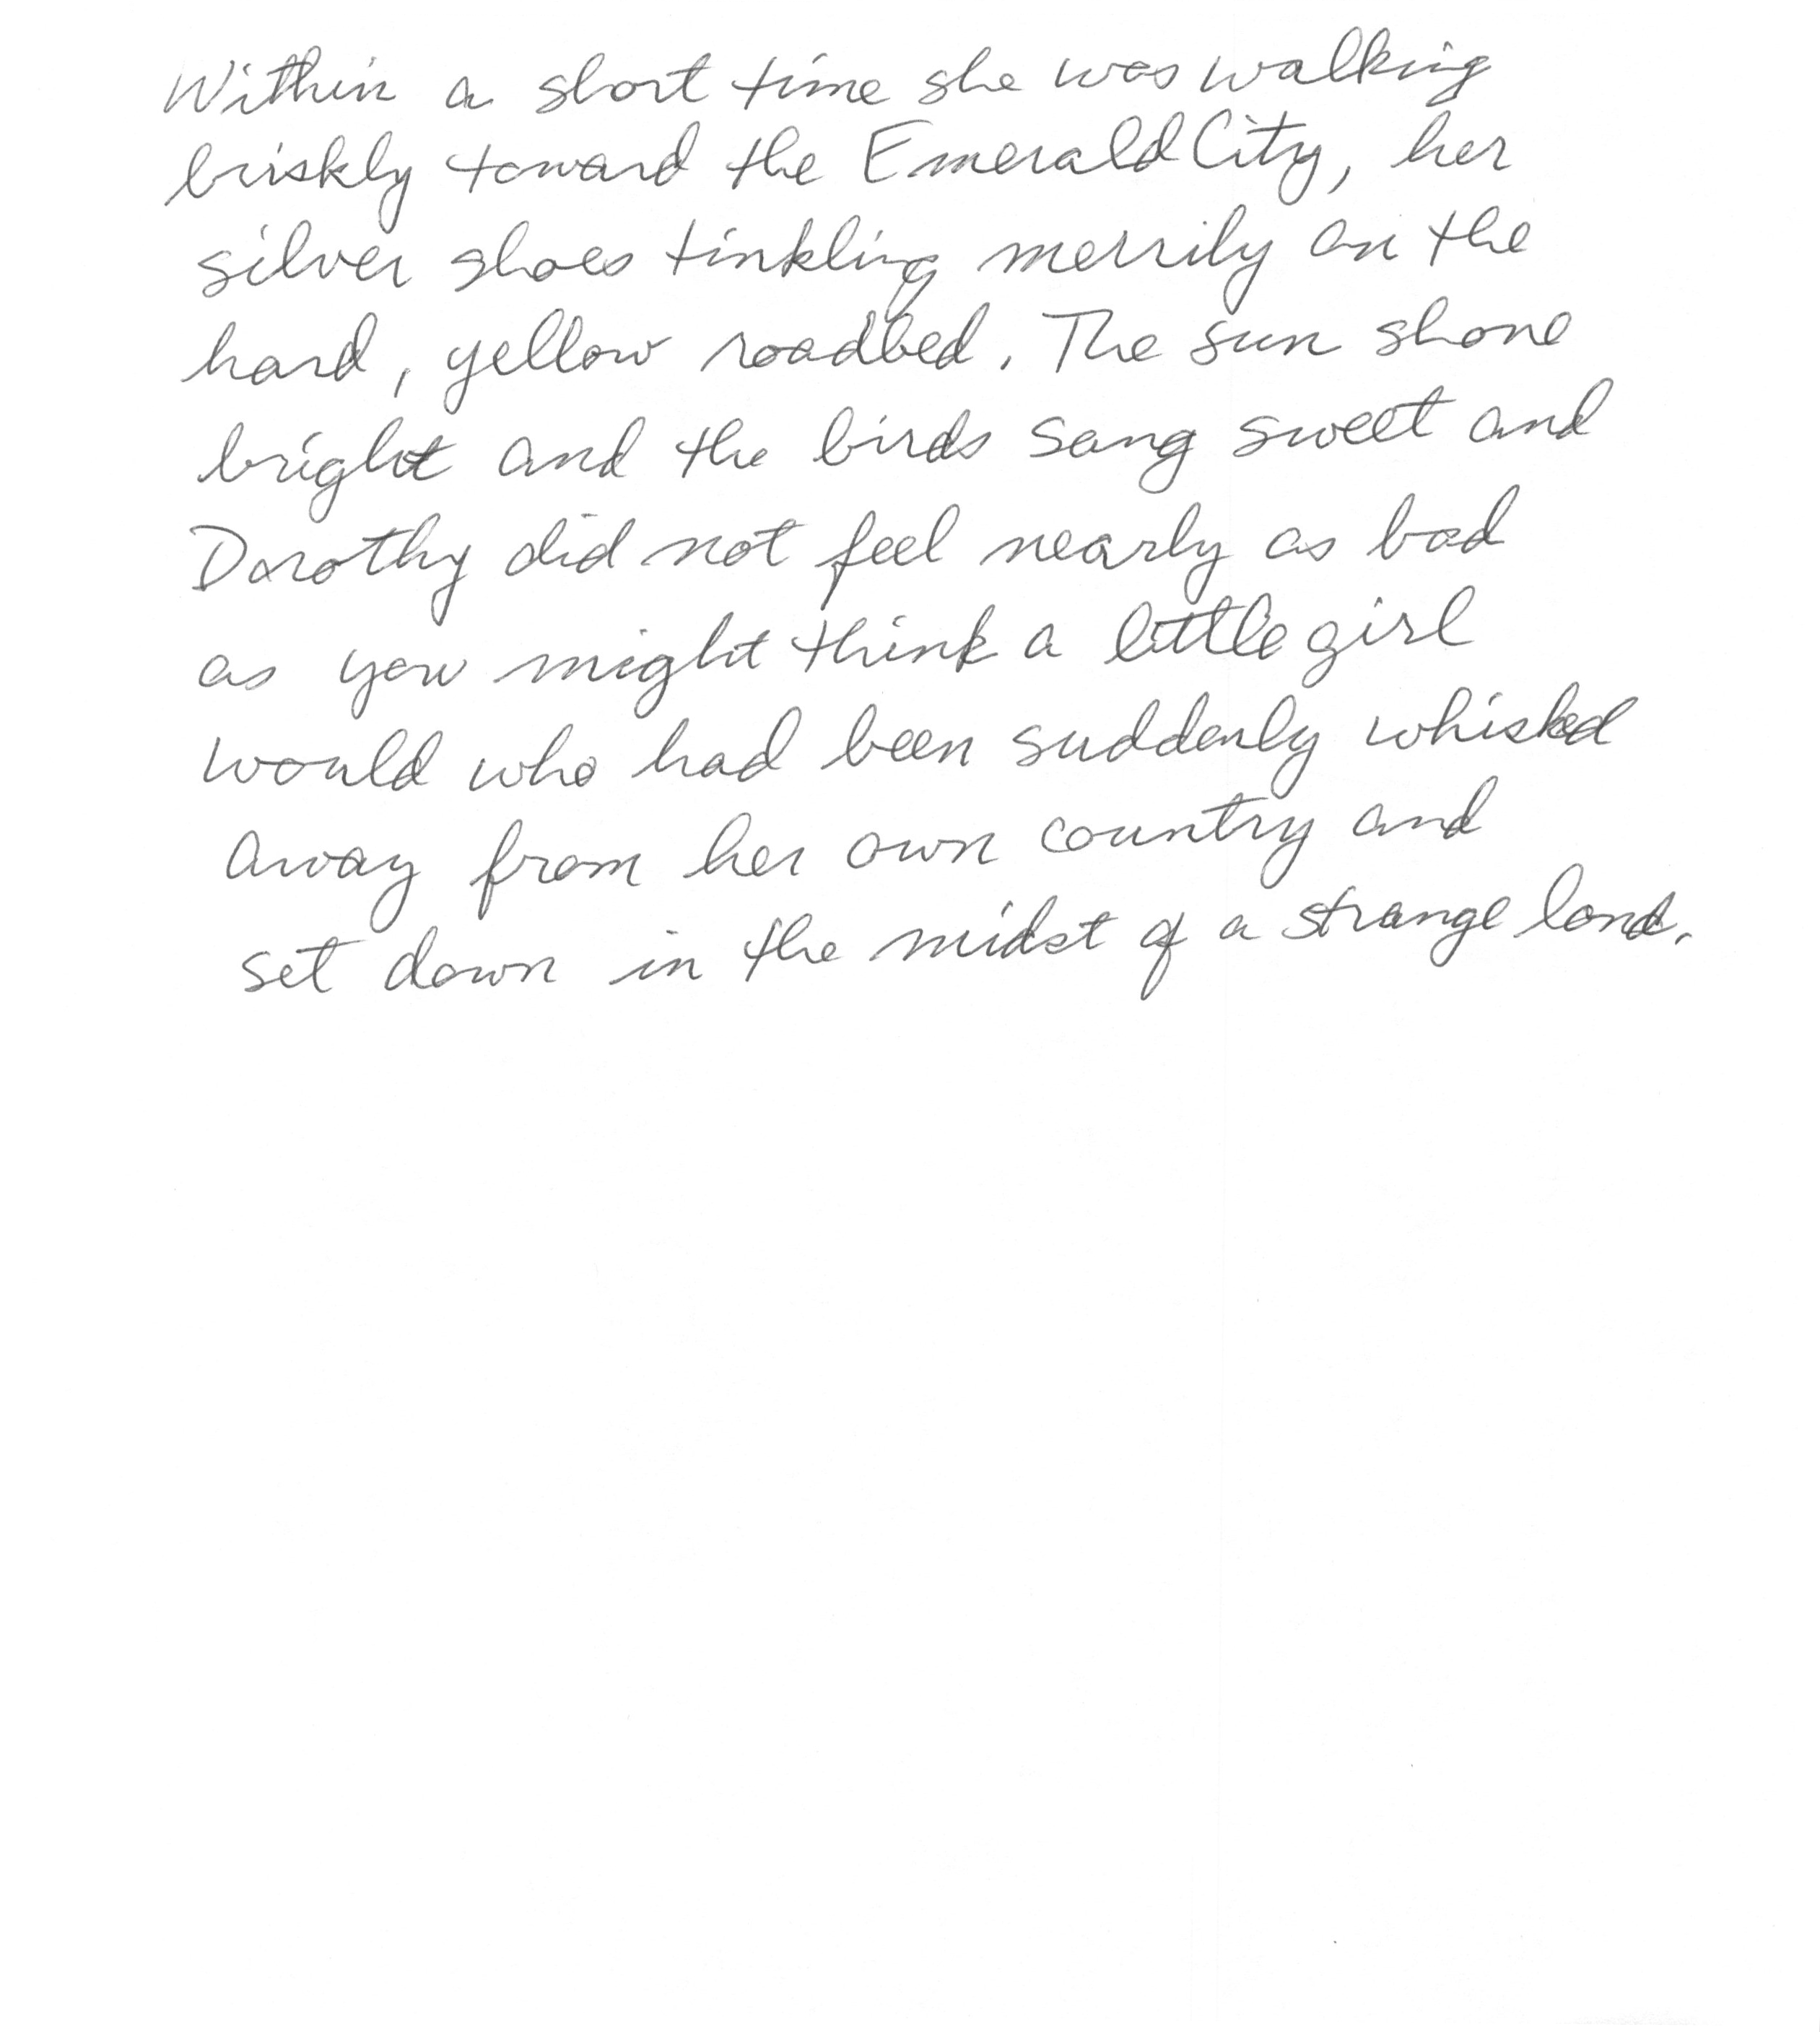 Within a short time she was walking
briskly toward the Emerald City, her
silver shoes tinkling merrily on the
hard, yellow roadbed. The sun shone
bright and the birds sang sweet and
Dorothy did not feel nearly as bad
as you might think a little girl
would who had been suddenly whisked
away from her own country and
set down in the midst of a strange land.